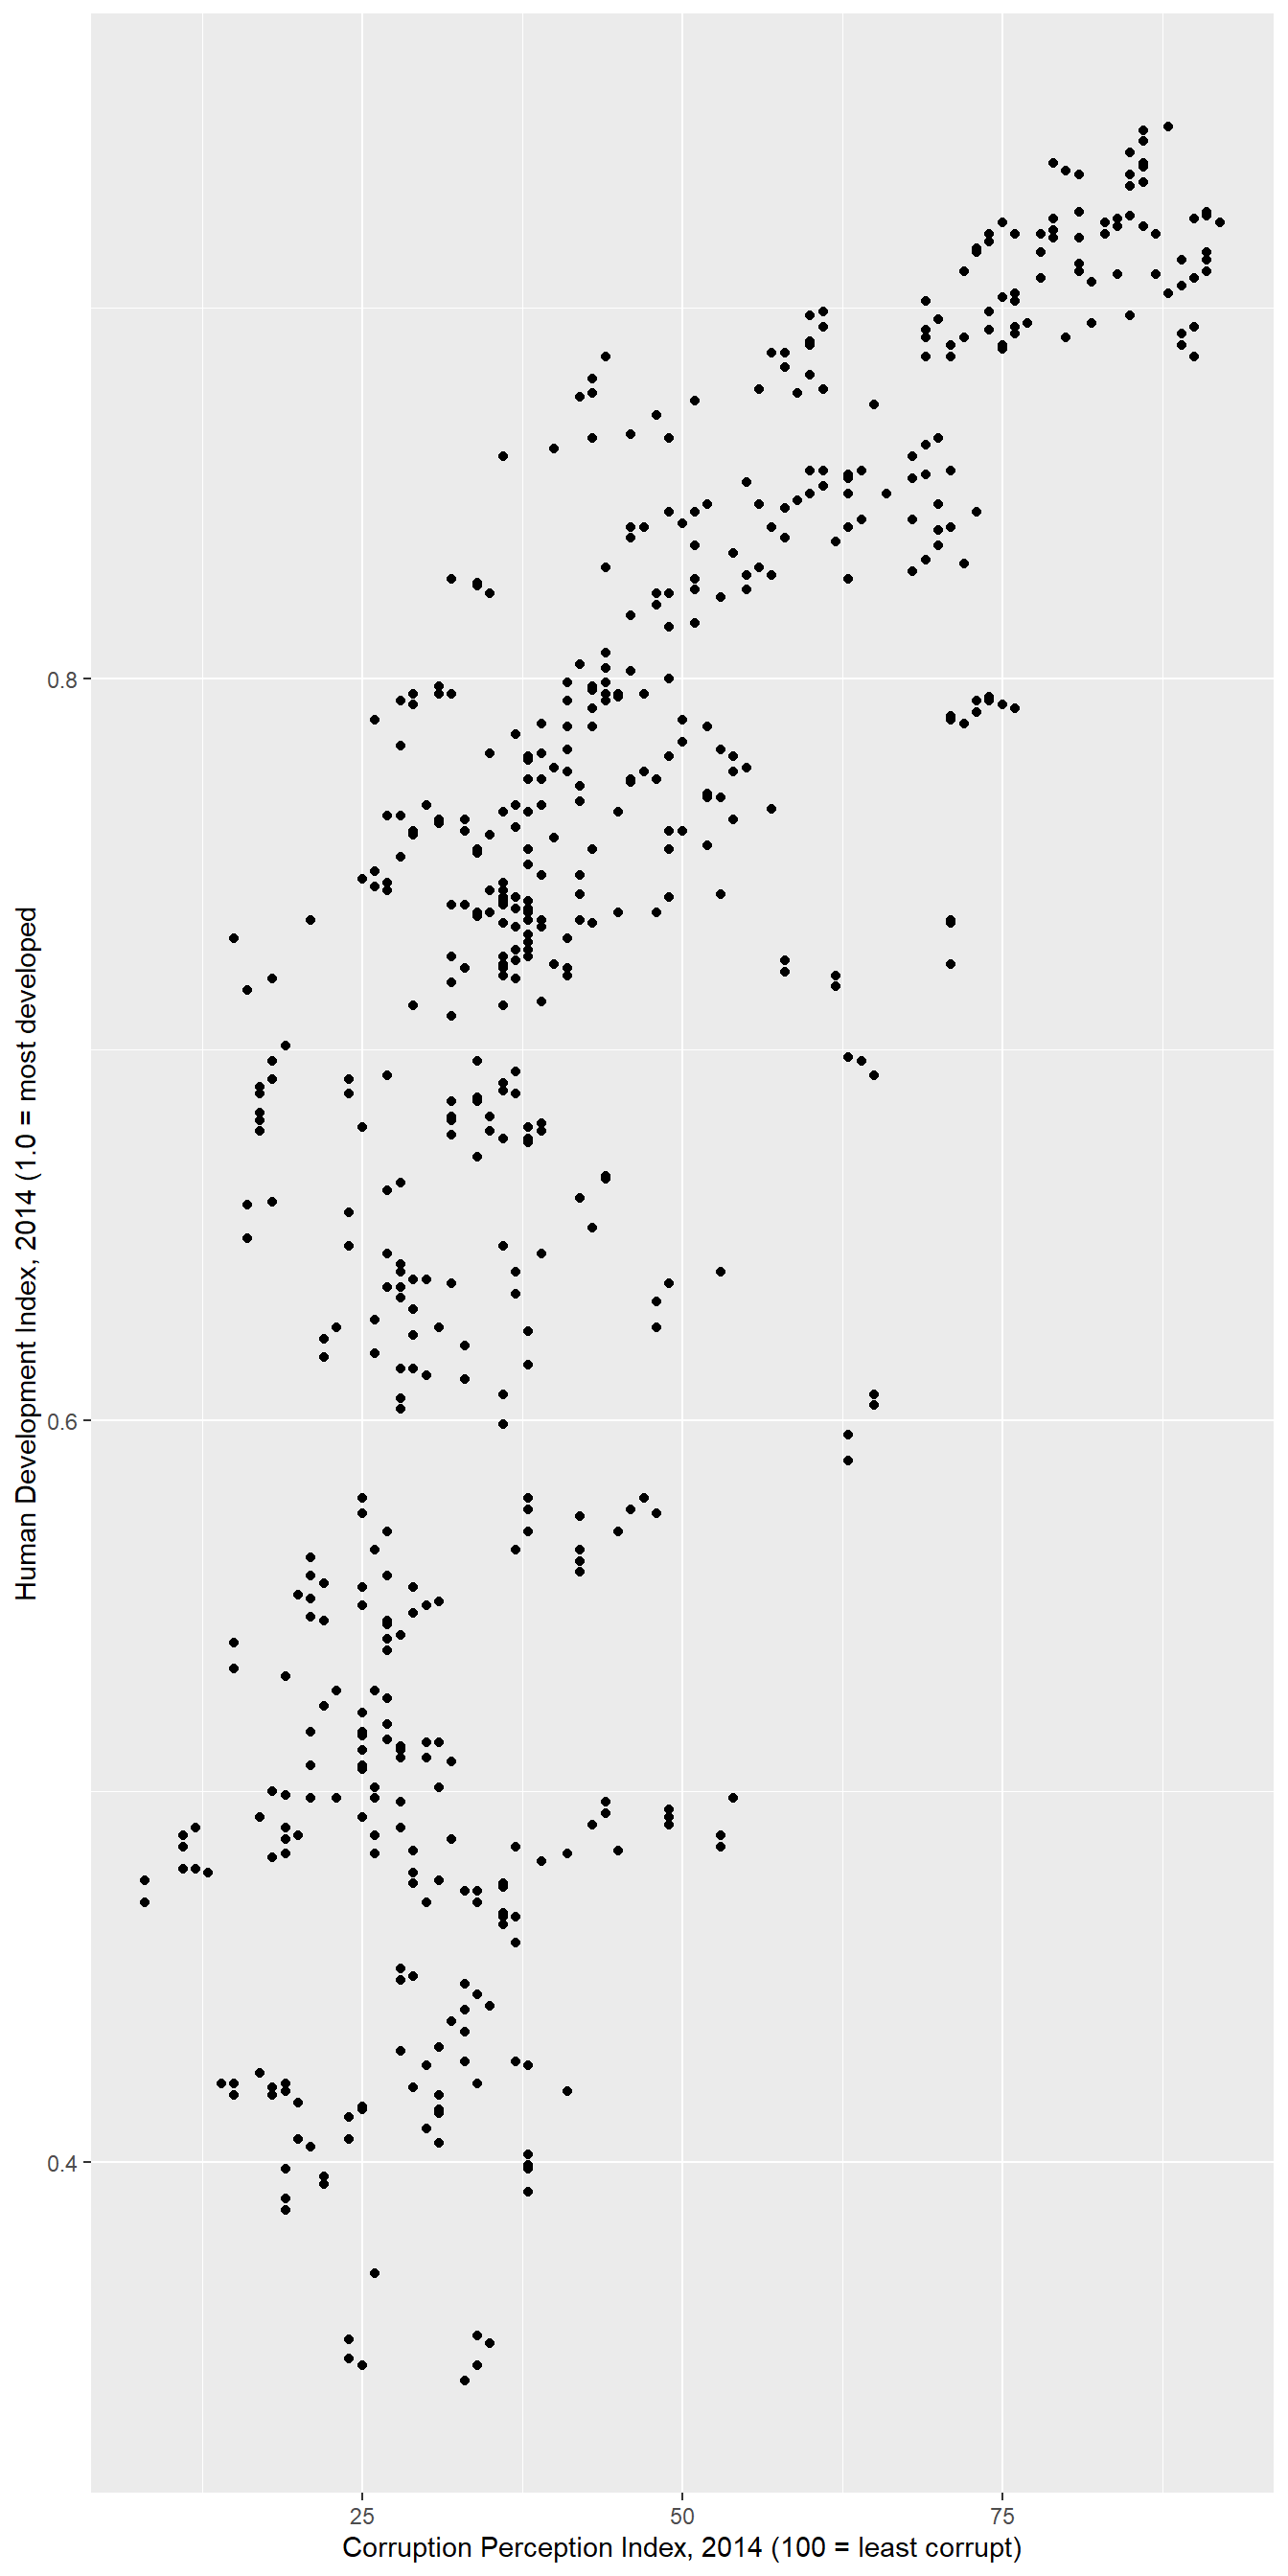 Human Development Index, 2014 (1.0 = most developed
0.8
0.6
0.4
25 50 75
Corruption Perception Index, 2014 (100 = least corrupt)